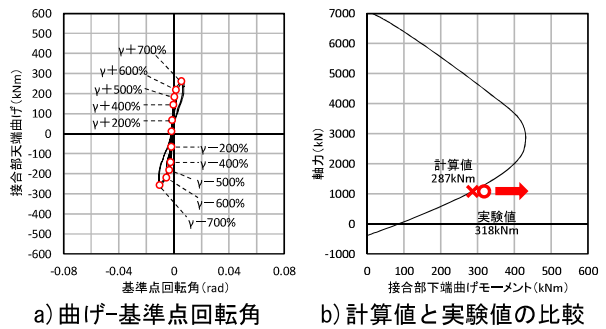 600
500
400
300
200
100
0
-100
-200
-300
-400
-500
-600
接合部天端曲げ(kNm)
γ+700%
γ+600%
γ+500%
γ+400%
γ+200%
γ-200%
γ-400%
γ-500%
γ-600%
γ-700%
-0.08
-0.04
0
0.04
0.08
基準点回転角(rad)
a)曲げ-基準点回転角
7000
6000
5000
4000
3000
2000
1000
0
-1000
軸力(kN)
計算値
287kNm
実験値
318kNm
0
100
200
300
400
500
600
接合部下端曲げモーメント(kNm)
b)計算値と実験値の比較